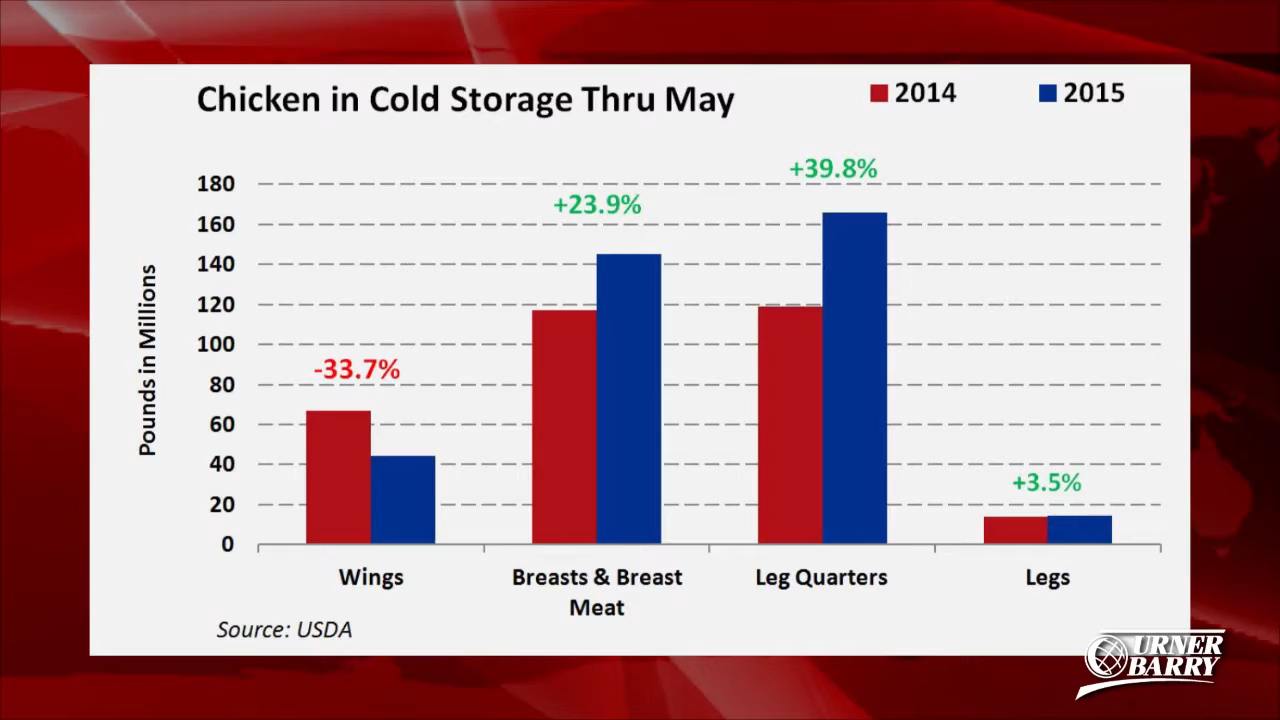 Chicken in Cold Storage Thru May
2014
2015
Pounds in Millions
180
160
140
120
100
80
60
40
20
0
-33.7%
+23.9%
+39.8%
+3.5%
Wings
Breasts & Breast
Meat
Leg Quarters
Legs
Source: USDA
URNER
BARRY